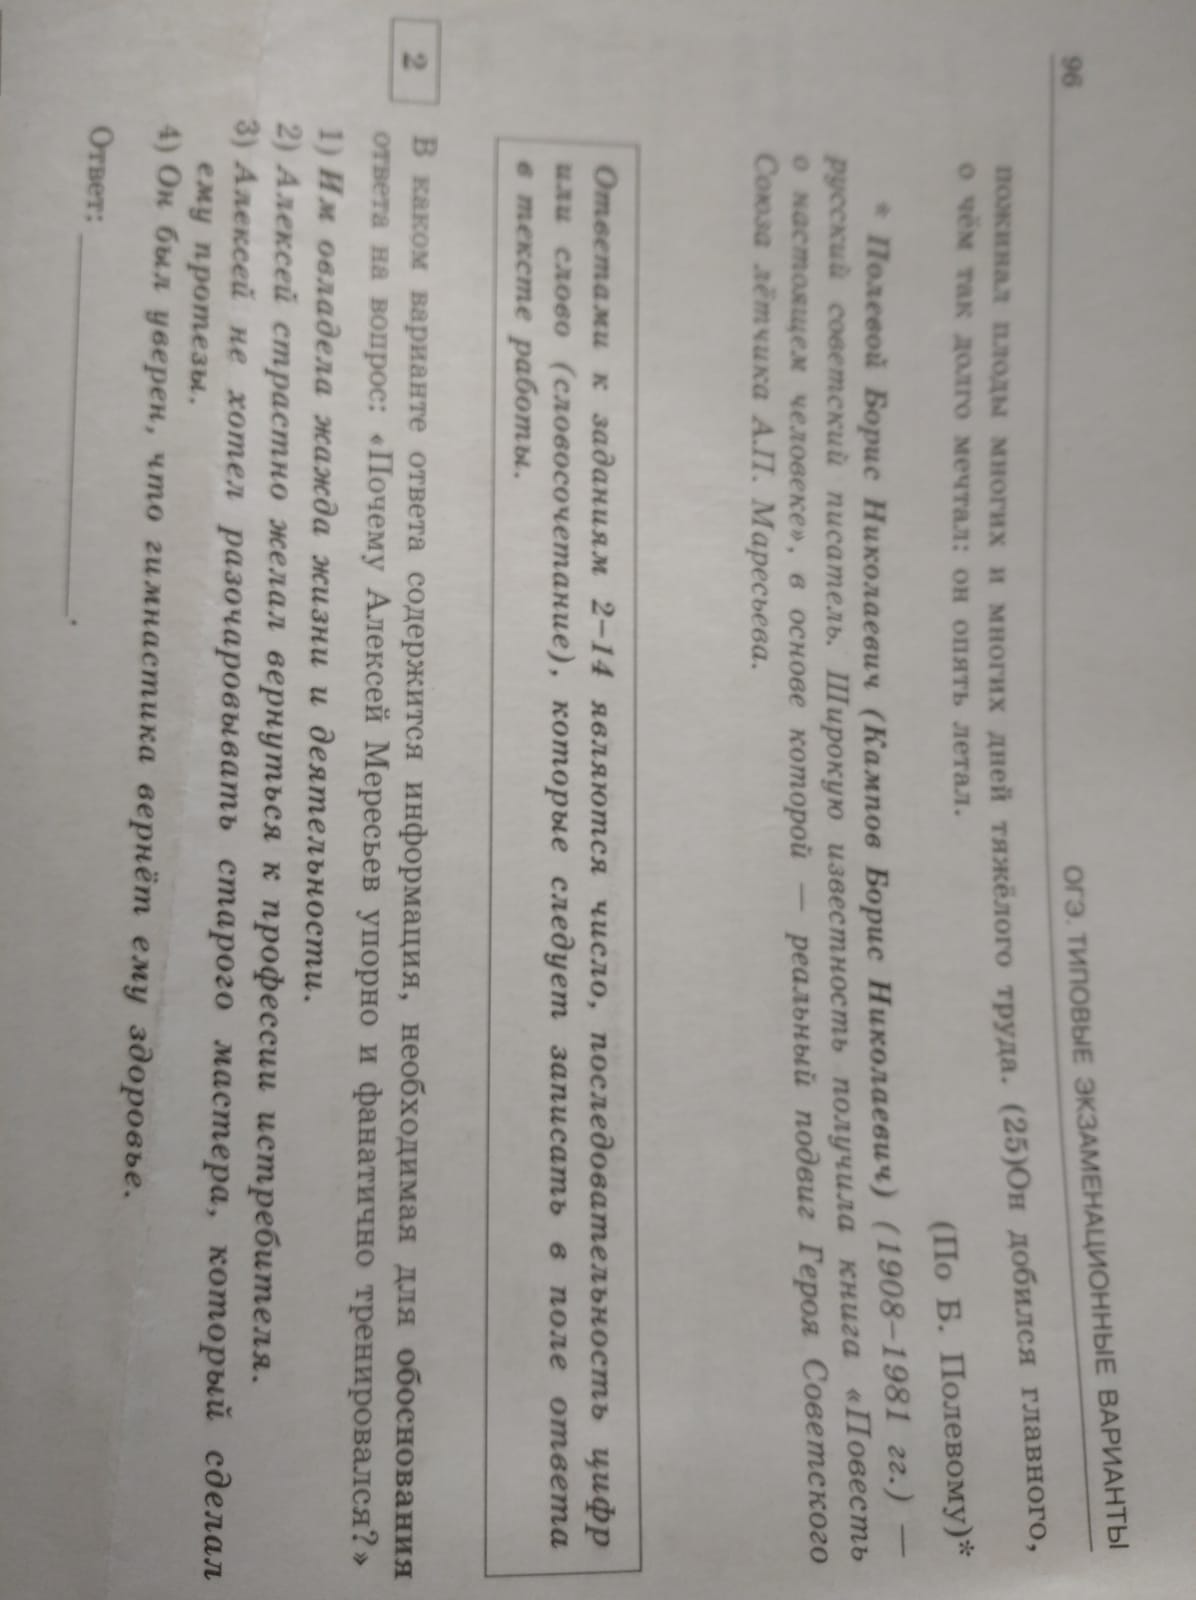 96
ОГЭ. ТИПОВЫЕ ЭКЗАМЕНАЦИОННЫЕ ВАРИАНТЫ
пожинал плоды многих и многих дней тяжёлого труда. (25)Он добился главного,
о чём так долго мечтал: он опять летал.
(По Б. Полевому)*
* Полевой Борис Николаевич (Кампов Борис Николаевич) (1908–1981 гг.) —
русский советский писатель. Широкую известность получила книга «Повесть
о настоящем человеке», в основе которой — реальный подвиг Героя Советского
Союза лётчика А.П. Маресьева.
Ответами к заданиям 2–14 являются число, последовательность цифр
или слово (словосочетание), которые следует записать в поле ответа
в тексте работы.
2
В каком варианте ответа содержится информация, необходимая для обоснования
ответа на вопрос: «Почему Алексей Мересьев упорно и фанатично тренировался?»
1) Им овладела жажда жизни и деятельности.
2) Алексей страстно желал вернуться к профессии истребителя.
3) Алексей не хотел разочаровывать старого мастера, который сделал
ему протезы.
4) Он был уверен, что гимнастика вернёт ему здоровье.
Ответ: ____________________.